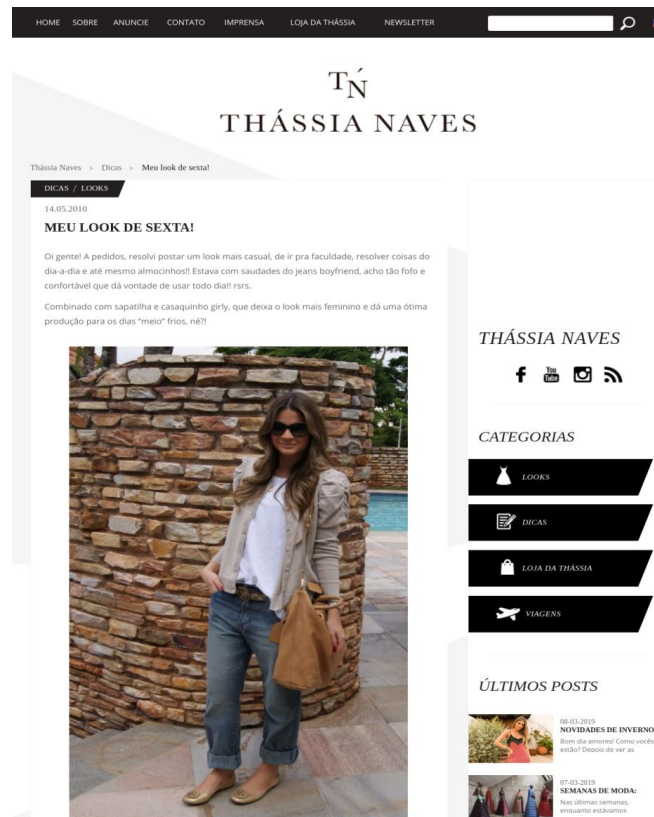 HOME SOBRE ANUNCIE CONTATO IMPRENSA LOJA DA THÁSSIA NEWSLETTER
TŃ
THÁSSIA NAVES
Thássia Naves > Dicas > Meu look de sexta!
DICAS / LOOKS
14.05.2010
MEU LOOK DE SEXTA!
Oi gente! A pedidos, resolvi postar um look mais casual, de ir pra faculdade, resolver coisas do
dia-a-dia e até mesmo almocinhos!! Estava com saudades do jeans boyfriend, acho tão fofo e
confortável que dá vontade de usar todo dia!! rsrs.
Combinado com sapatilha e casaquinho girly, que deixa o look mais feminino e dá uma ótima
produção para os dias "meio" frios, né?!
THÁSSIA NAVES
You Tube
CATEGORIAS
LOOKS
DICAS
LOJA DA THÁSSIA
VIAGENS
ÚLTIMOS POSTS
08-03-2019
NOVIDADES DE INVERNO
Bom dia amores! Como vocês
estão? Depois de ver as
07-03-2019
SEMANAS DE MODA:
Nas últimas semanas,
enquanto estávamos